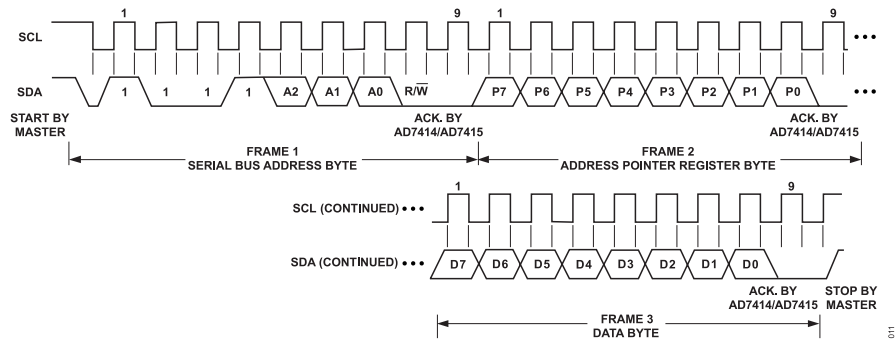 1 9 1 9
SCL
SDA 1 1 1 1 A2 A1 A0 R/W P7 P6 P5 P4 P3 P2 P1 P0
START BY MASTER
ACK. BY AD7414/AD7415
ACK. BY AD7414/AD7415
FRAME 1
SERIAL BUS ADDRESS BYTE
FRAME 2
ADDRESS POINTER REGISTER BYTE
1 9
SCL (CONTINUED)
SDA (CONTINUED) D7 D6 D5 D4 D3 D2 D1 D0
ACK. BY AD7414/AD7415
STOP BY MASTER
FRAME 3
DATA BYTE
011